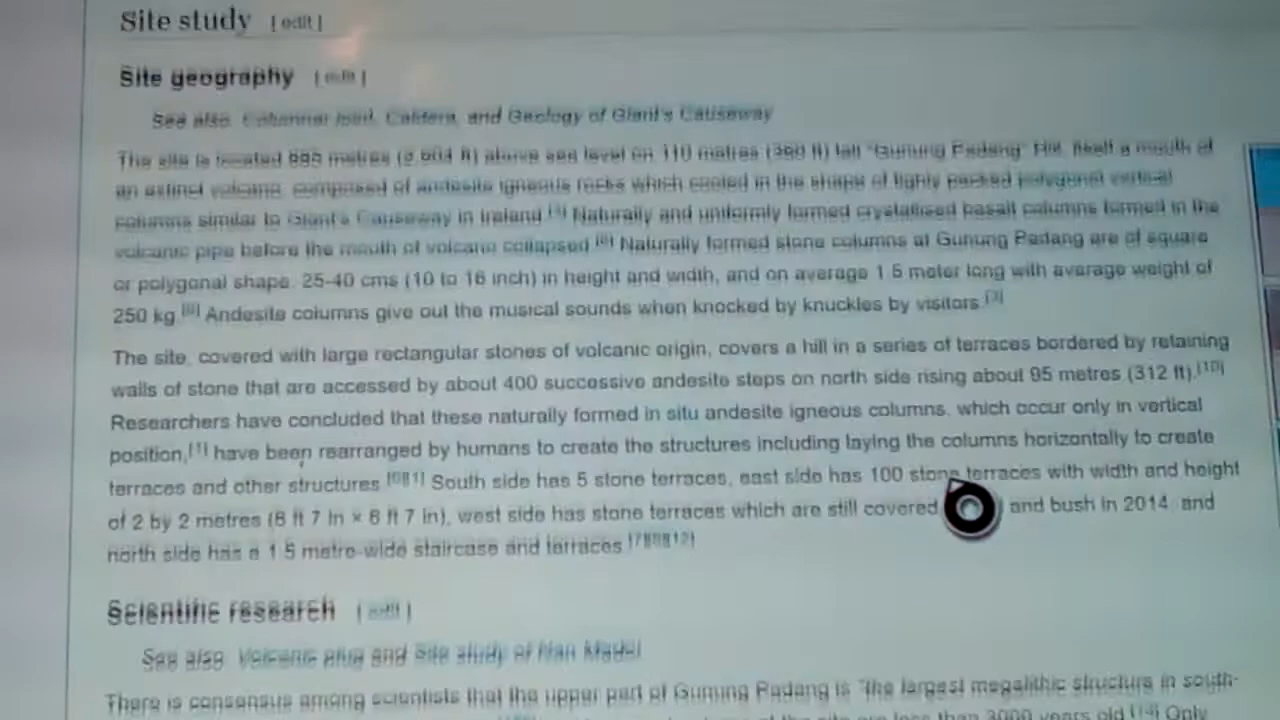 Site study [ edit ]
Site geography [ edit ]
See also: Columnar joint, Caldera, and Geology of Giant's Causeway
The site is located 885 metres (2,904 ft) above sea level on 110 metres (360 ft) tall "Gunung Padang" Hill, itself a mouth of
an extinct volcano, composed of andesite igneous rocks which cooled in the shape of tighly packed polygonal vertical
columns similar to Giant's Causeway in Ireland. Naturally and uniformly formed crystallised basalt columns formed in the
volcanic pipe before the mouth of volcano collapsed.[6] Naturally formed stone columns at Gunung Padang are of square
or polygonal shape, 25-40 cms (10 to 16 inch) in height and width, and on average 1.5 meter long with average weight of
250 kg.[6] Andesite columns give out the musical sounds when knocked by knuckles by visitors.
The site, covered with large rectangular stones of volcanic origin, covers a hill in a series of terraces bordered by retaining
walls of stone that are accessed by about 400 successive andesite steps on north side rising about 95 metres (312 ft).[10]
Researchers have concluded that these naturally formed in situ andesite igneous columns, which occur only in vertical
position,[1] have been rearranged by humans to create the structures including laying the columns horizontally to create
terraces and other structures.[6][1] South side has 5 stone terraces, east side has 100 stone terraces with width and height
of 2 by 2 metres (6 ft 7 in × 6 ft 7 in), west side has stone terraces which are still covered and bush in 2014, and
north side has a 1.5 metre-wide staircase and terraces.
Scientific research [ edit ]
See also: Volcanic plug and Site study of Nan Madol
There is consensus among scientists that the upper part of Gunung Padang is "the largest megalithic structure in south-
of the site are less than 3000 years old.[14] Only